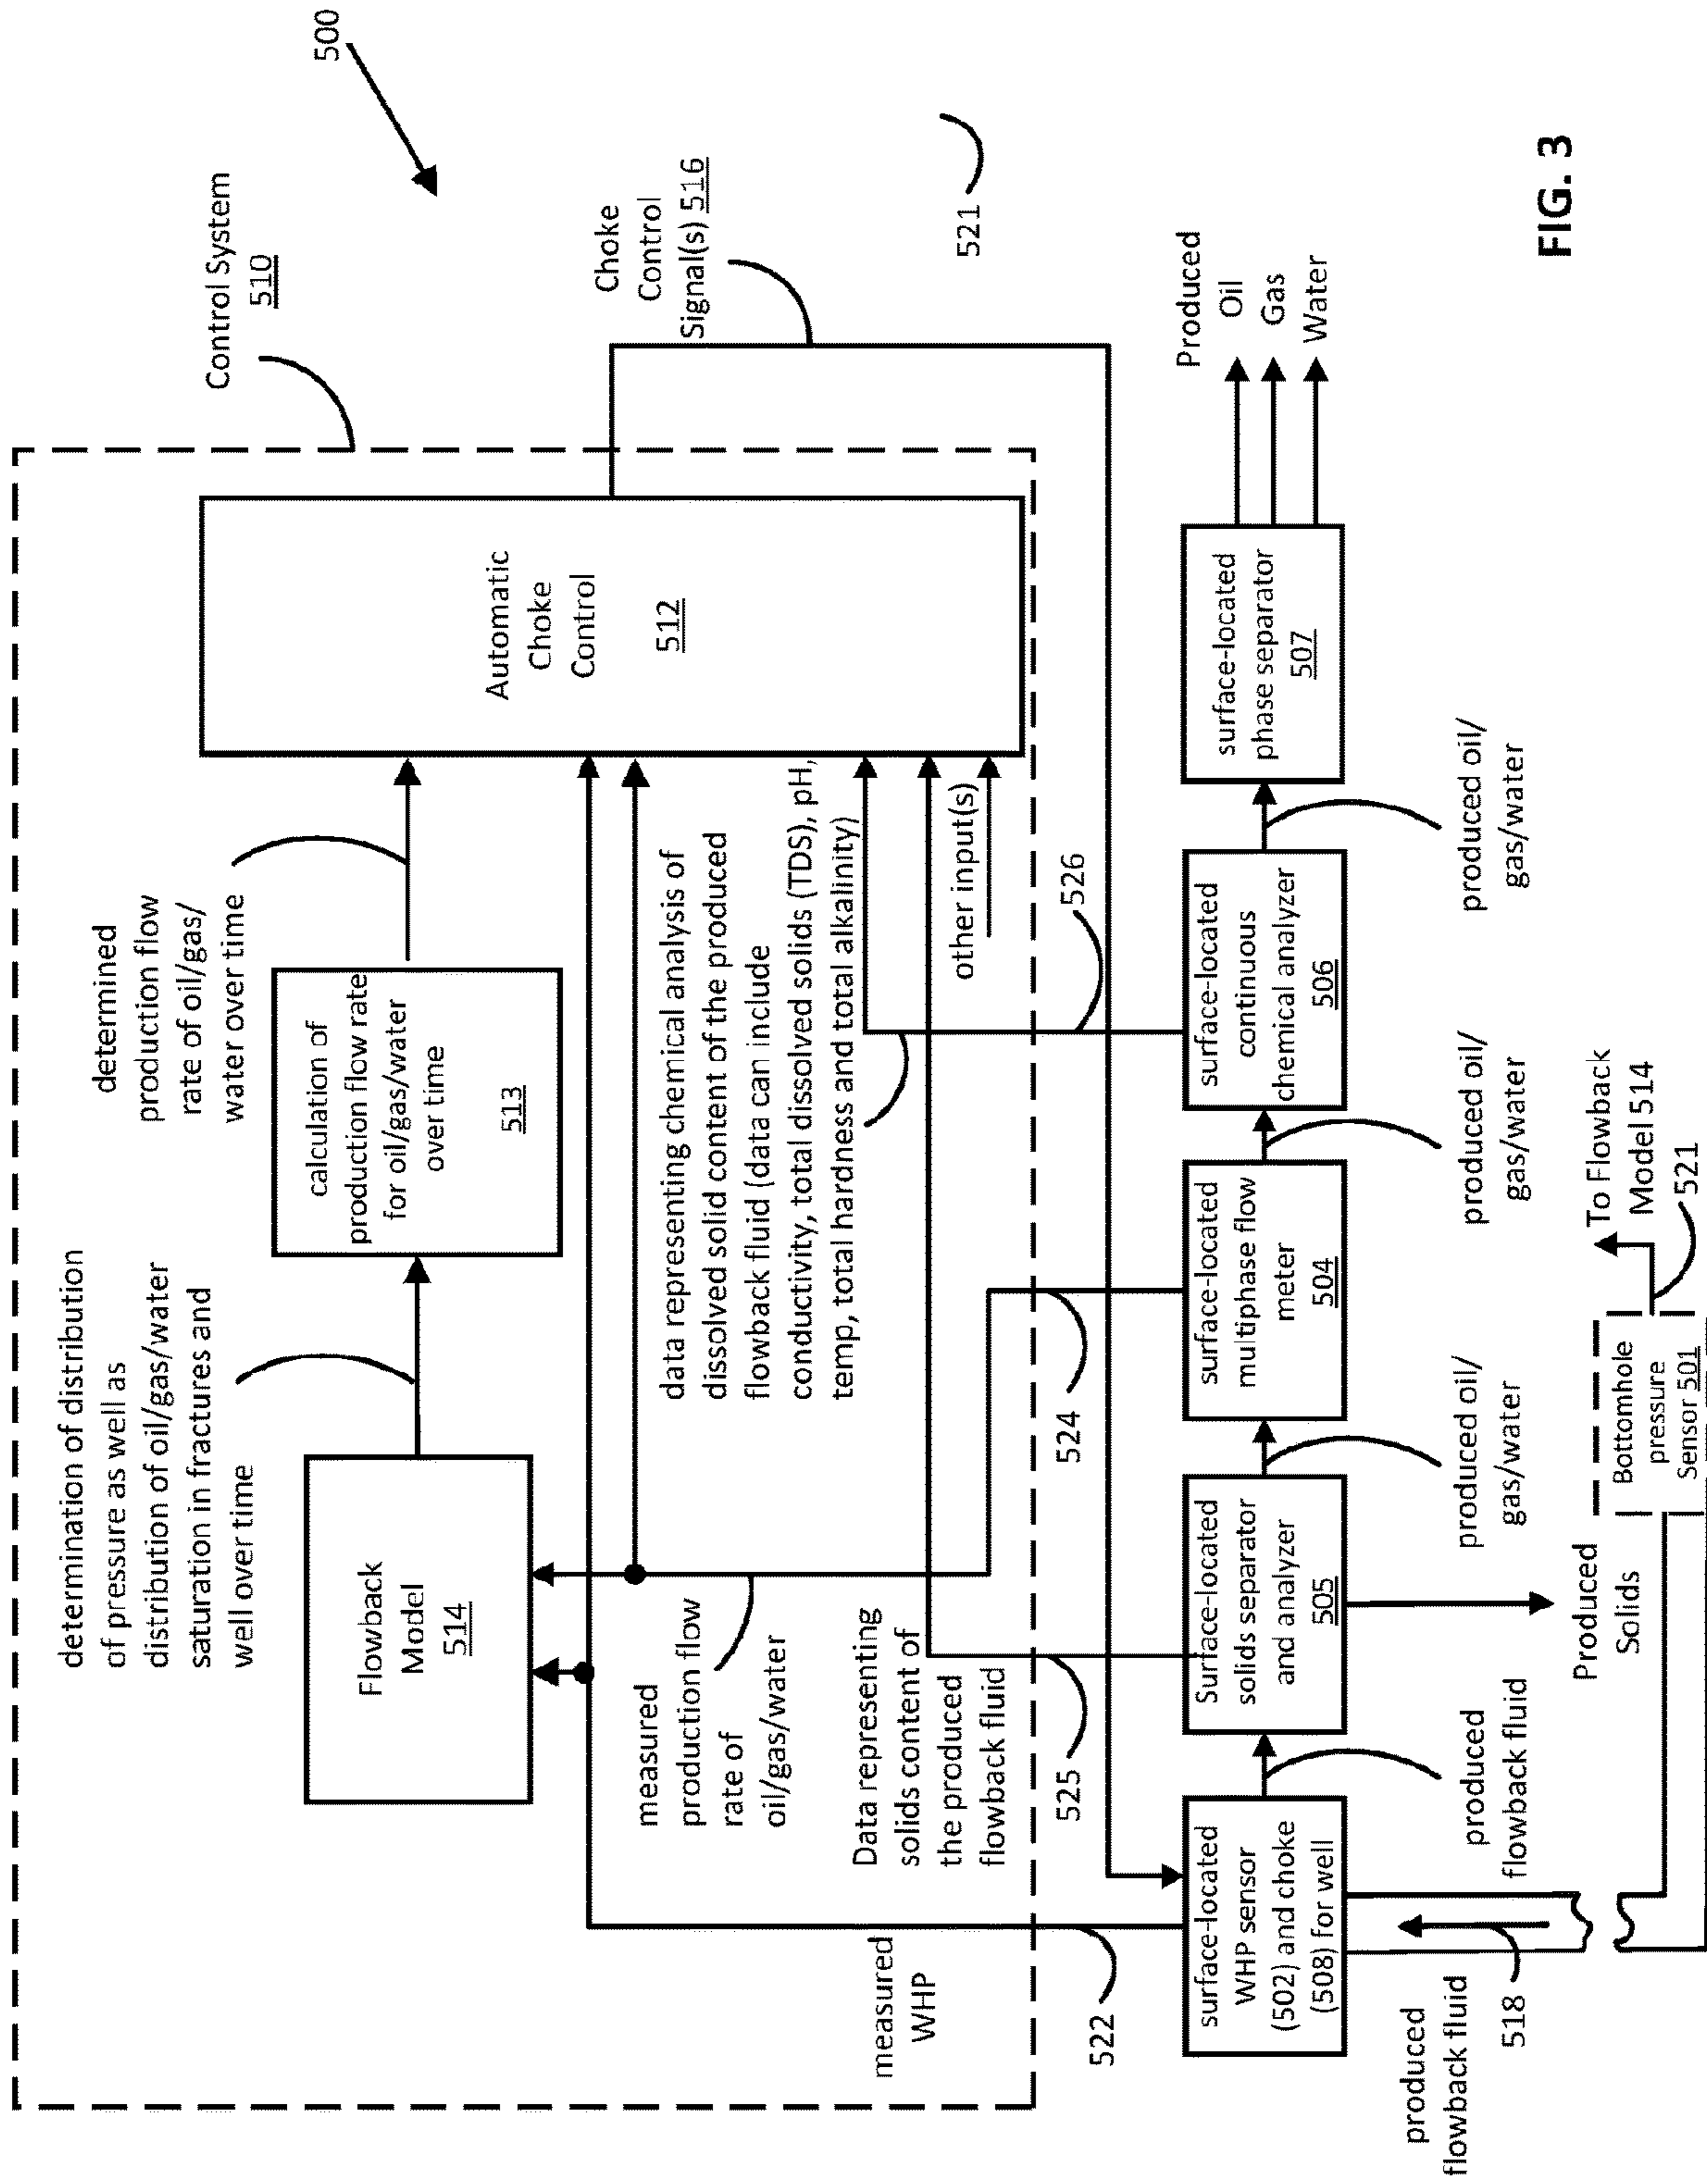 500
Control System
510
determination of distribution
of pressure as well as
distribution of oil/gas/water
saturation in fractures and
well over time
determined
production flow
rate of oil/gas/
water over time
Flowback
Model
514
calculation of
production flow rate
for oil/gas/water
over time
513
Automatic
Choke
Control
512
Choke
Control
Signal(s) 516
measured
production flow
rate of
oil/gas/water
data representing chemical analysis of
dissolved solid content of the produced
flowback fluid (data can include
conductivity, total dissolved solids (TDS), pH,
temp, total hardness and total alkalinity)
Data representing
solids content of
the produced
flowback fluid
other input(s)
measured
WHP
522
525
524
526
521
surface-located
WHP sensor
(502) and choke
(508) for well
Surface-located
solids separator
and analyzer
505
surface-located
multiphase flow
meter
504
surface-located
continuous
chemical analyzer
506
surface-located
phase separator
507
Produced
Oil
Gas
Water
produced
flowback fluid
518
produced
flowback fluid
produced oil/
gas/water
produced oil/
gas/water
produced oil/
gas/water
Produced
Solids
Bottomhole
pressure
Sensor 501
To Flowback
Model 514
521
FIG. 3